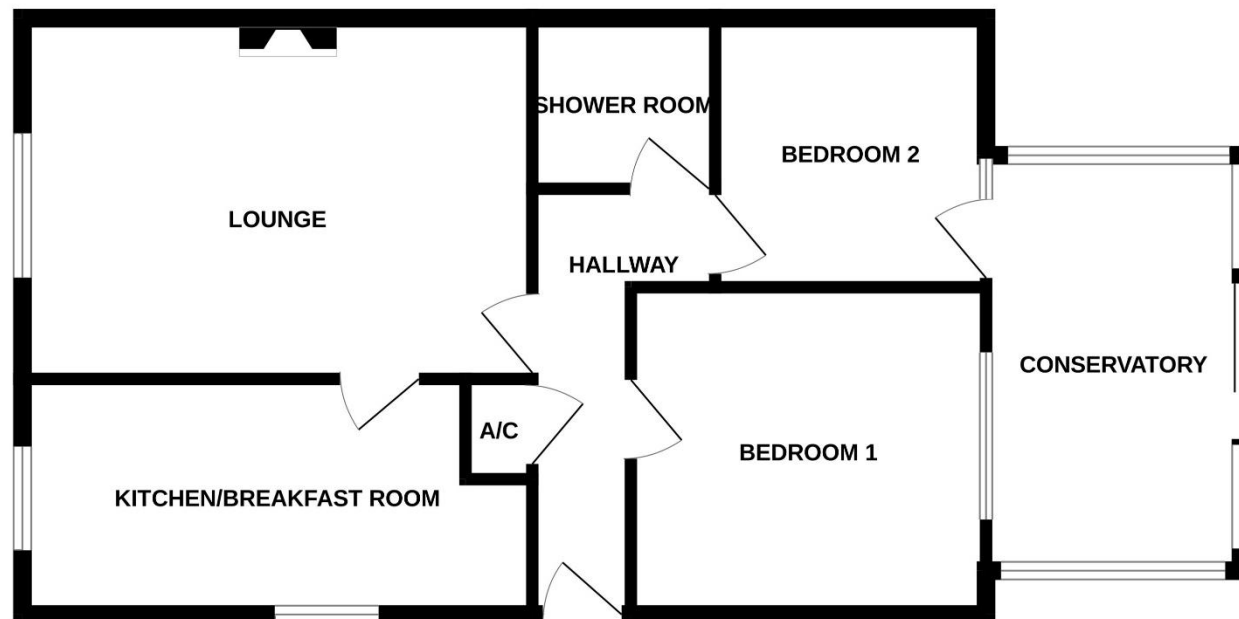 SHOWER ROOM
BEDROOM 2
LOUNGE
HALLWAY
CONSERVATORY
A/C
BEDROOM 1
KITCHEN/BREAKFAST ROOM